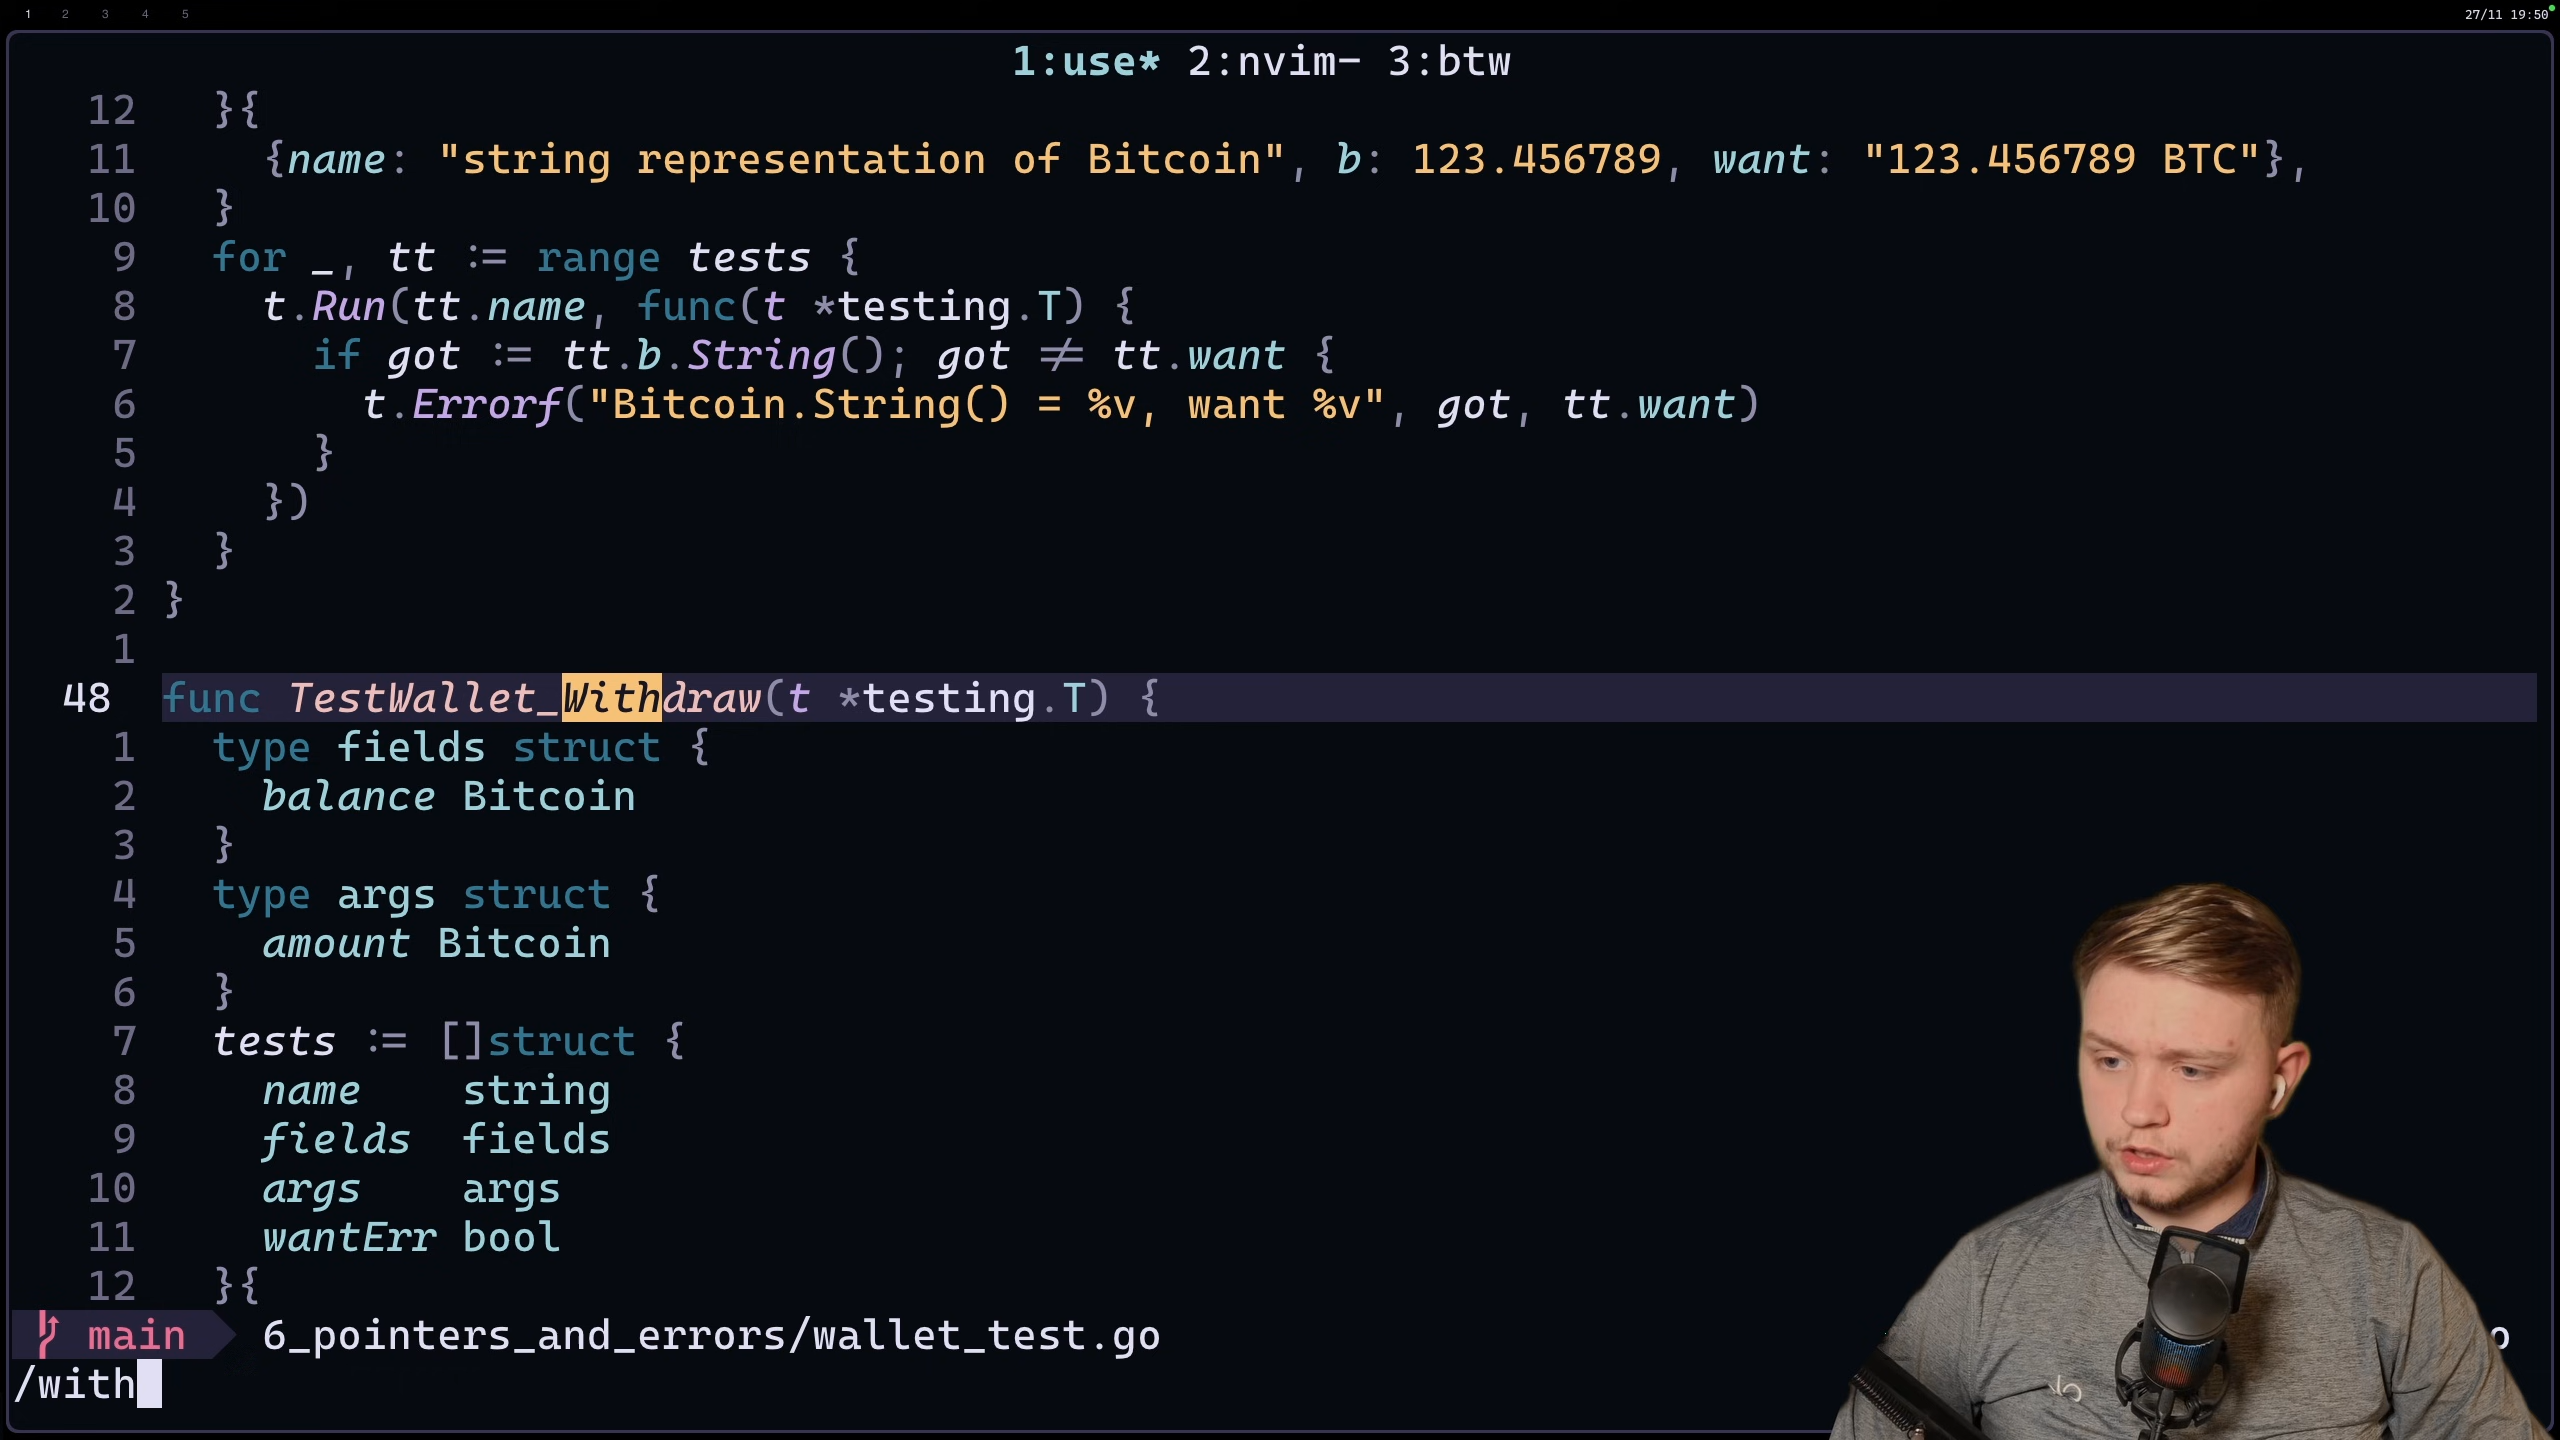 1 2 3 4 5 27/11 19:50
1:use* 2:nvim- 3:btw
12 }{
11 {name: "string representation of Bitcoin", b: 123.456789, want: "123.456789 BTC"},
10 }
9 for _, tt := range tests {
8 t.Run(tt.name, func(t *testing.T) {
7 if got := tt.b.String(); got ≠ tt.want {
6 t.Errorf("Bitcoin.String() = %v, want %v", got, tt.want)
5 }
4 })
3 }
2 }
1
48 func TestWallet_Withdraw(t *testing.T) {
1 type fields struct {
2 balance Bitcoin
3 }
4 type args struct {
5 amount Bitcoin
6 }
7 tests := []struct {
8 name string
9 fields fields
10 args args
11 wantErr bool
12 }{
main 6_pointers_and_errors/wallet_test.go
/with